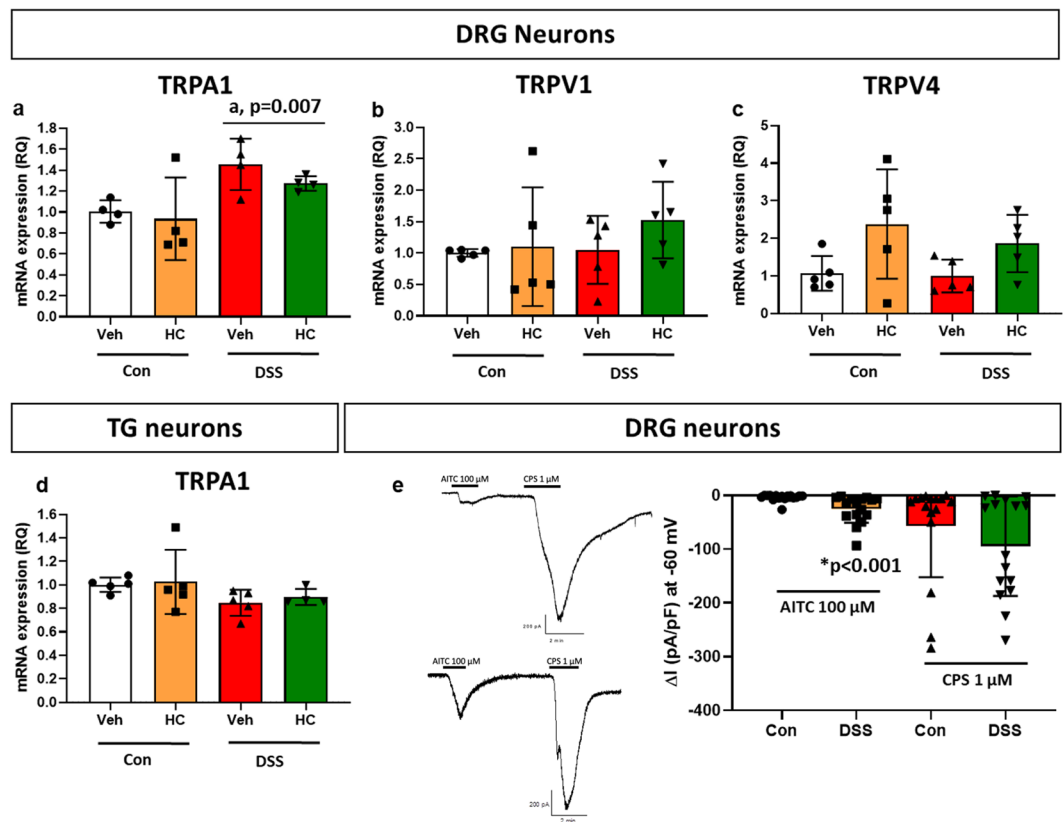 DRG Neurons
TRPA1
a
a, p=0.007
mRNA expression (RQ)
1.8
1.6
1.4
1.2
1.0
0.8
0.6
0.4
0.2
0.0
Veh HC Veh HC
Con DSS
TRPV1
b
mRNA expression (RQ)
3.0
2.5
2.0
1.5
1.0
0.5
0.0
Veh HC Veh HC
Con DSS
TRPV4
c
mRNA expression (RQ)
5
4
3
2
1
0
Veh HC Veh HC
Con DSS
TG neurons
TRPA1
d
mRNA expression (RQ)
1.6
1.4
1.2
1.0
0.8
0.6
0.4
0.2
0.0
Veh HC Veh HC
Con DSS
DRG neurons
e
AITC 100 µM CPS 1 µM
200 pA
2 min
AITC 100 µM CPS 1 µM
200 pA
2 min
ΔI (pA/pF) at -60 mV
0
-100
-200
-300
-400
*p<0.001
AITC 100 µM
CPS 1 µM
Con DSS Con DSS